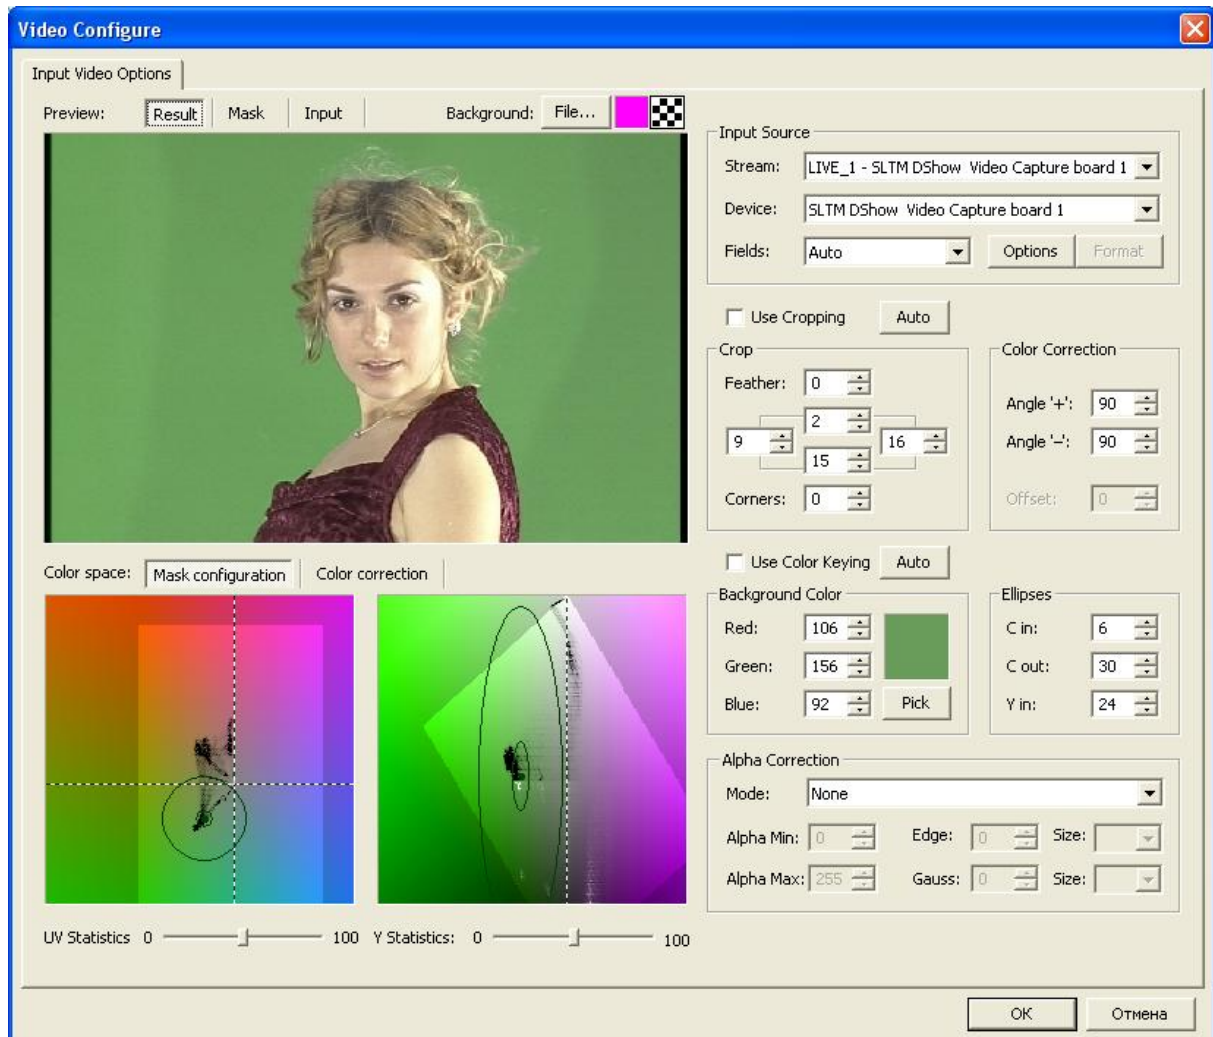 Video Configure
Input Video Options
Preview: Result Mask Input Background: File...
Input Source
Stream: LIVE_1 - SLTM DShow Video Capture board 1
Device: SLTM DShow Video Capture board 1
Fields: Auto Options Format
Use Cropping Auto
Crop Color Correction
Feather: 0
Angle '+': 90
2
9 16 Angle '-': 90
15
Corners: 0 Offset: 0
Color space: Mask configuration Color correction
Use Color Keying Auto
Background Color Ellipses
Red: 106 C in: 6
Green: 156 C out: 30
Blue: 92 Pick Y in: 24
Alpha Correction
Mode: None
Alpha Min: 0 Edge: 0 Size:
Alpha Max: 255 Gauss: 0 Size:
UV Statistics 0 100 Y Statistics: 0 100
OK Отмена